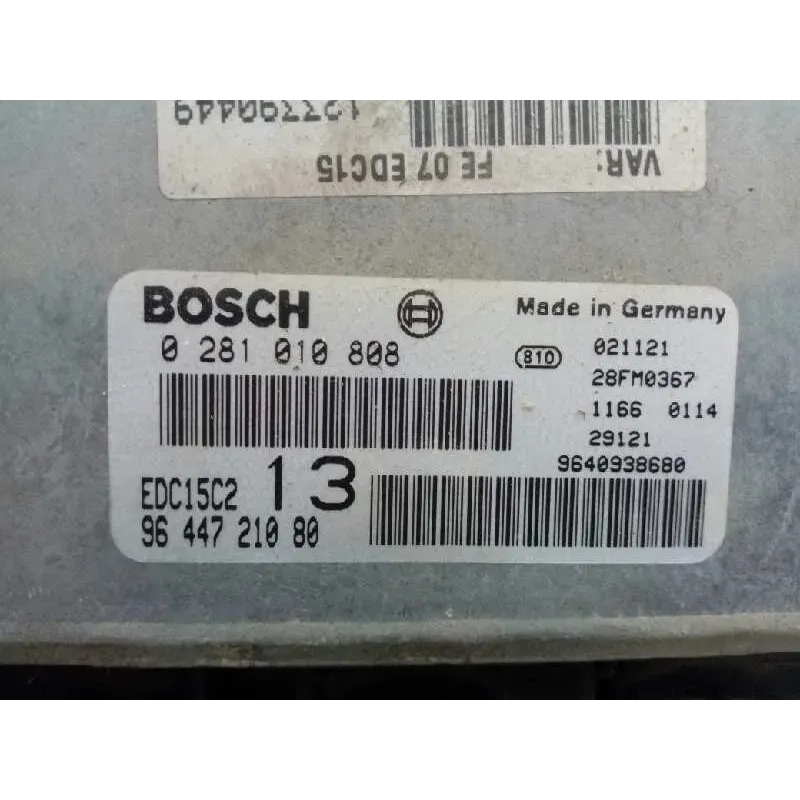 123390449
VAR: FE 07 EDC15
BOSCH
Made in Germany
0 281 010 808
810
021121
28FM0367
1166 0114
29121
9640938680
EDC15C2 13
96 447 210 80